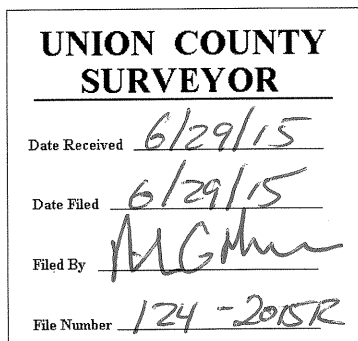 UNION COUNTY
SURVEYOR
Date Received 6/29/15
Date Filed 6/29/15
Filed By
File Number 124-2015R